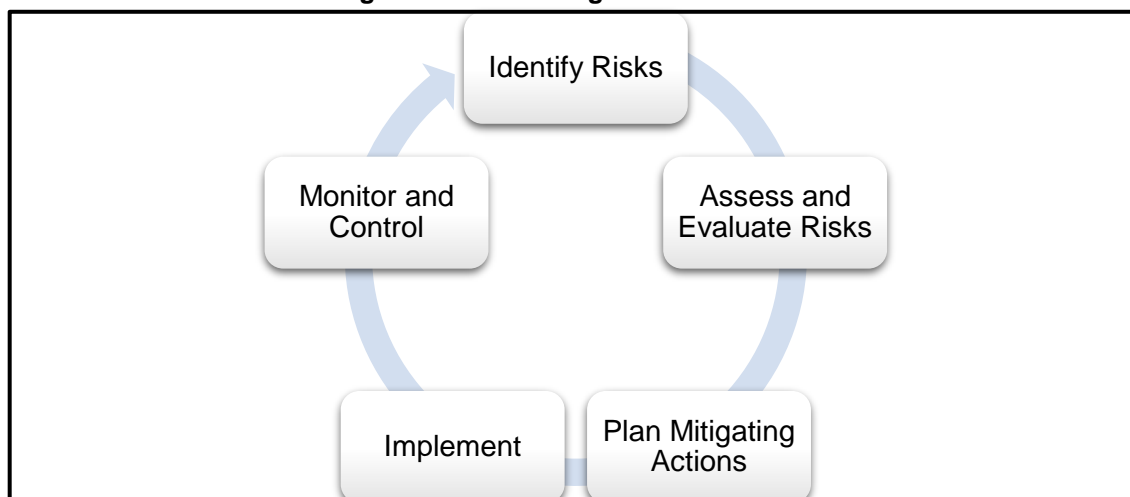 Identify Risks
Assess and
Evaluate Risks
Plan Mitigating
Actions
Implement
Monitor and
Control